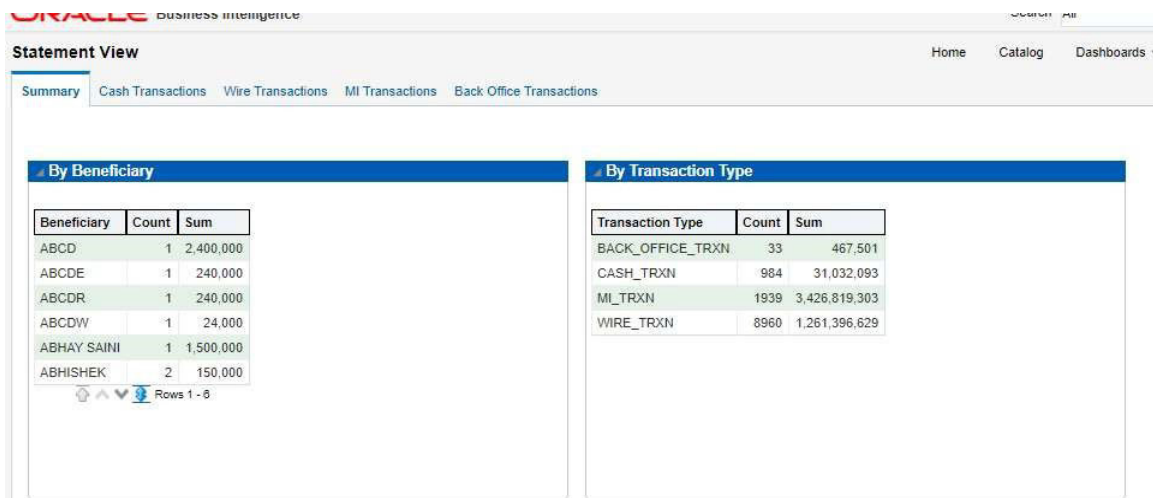 ORACLE Business Intelligence Search All
Statement View Home Catalog Dashboards
Summary Cash Transactions Wire Transactions MI Transactions Back Office Transactions
By Beneficiary
Beneficiary Count Sum
ABCD 1 2,400,000
ABCDE 1 240,000
ABCDR 1 240,000
ABCDW 1 24,000
ABHAY SAINI 1 1,500,000
ABHISHEK 2 150,000
Rows 1 - 6
By Transaction Type
Transaction Type Count Sum
BACK_OFFICE_TRXN 33 467,501
CASH_TRXN 984 31,032,093
MI_TRXN 1939 3,426,819,303
WIRE_TRXN 8960 1,261,396,629